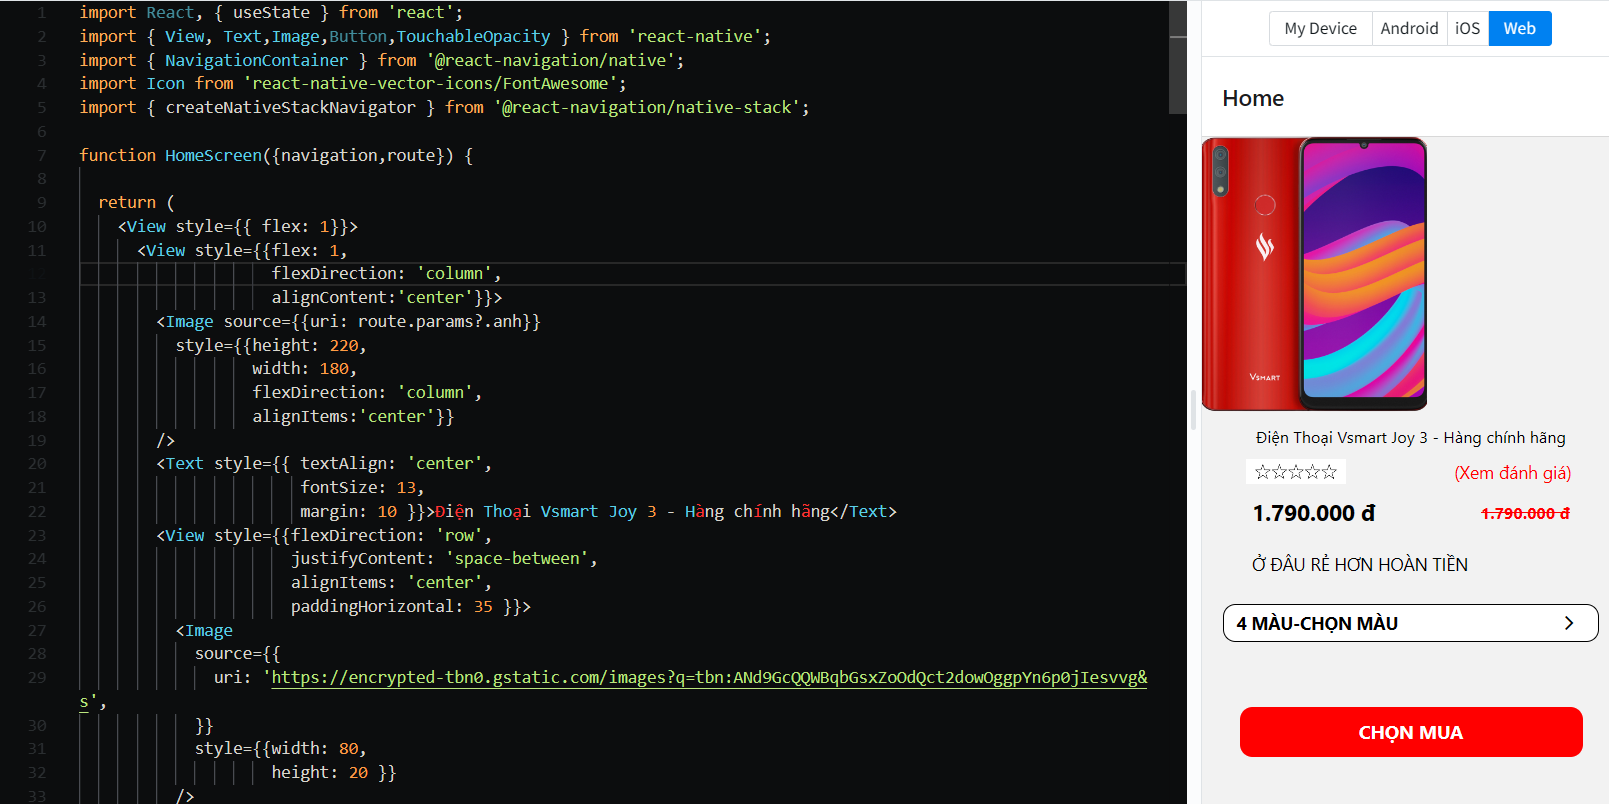 1 import React, { useState } from 'react';
2 import { View, Text,Image,Button,TouchableOpacity } from 'react-native';
3 import { NavigationContainer } from '@react-navigation/native';
4 import Icon from 'react-native-vector-icons/FontAwesome';
5 import { createNativeStackNavigator } from '@react-navigation/native-stack';
6
7 function HomeScreen({navigation,route}) {
8
9 return (
10 <View style={{ flex: 1}}>
11 <View style={{flex: 1,
12 flexDirection: 'column',
13 alignContent:'center'}}>
14 <Image source={{uri: route.params?.anh}}
15 style={{height: 220,
16 width: 180,
17 flexDirection: 'column',
18 alignItems:'center'}}
19 />
20 <Text style={{ textAlign: 'center',
21 fontSize: 13,
22 margin: 10 }}>Điện Thoại Vsmart Joy 3 - Hàng chính hãng</Text>
23 <View style={{flexDirection: 'row',
24 justifyContent: 'space-between',
25 alignItems: 'center',
26 paddingHorizontal: 35 }}>
27 <Image
28 source={{
29 uri: 'https://encrypted-tbn0.gstatic.com/images?q=tbn:ANd9GcQQWBqbGsxZoOdQct2dowOggpYn6p0jIesvvg&
s',
30 }}
31 style={{width: 80,
32 height: 20 }}
33 />
My Device Android iOS Web
Home
VSMART
Điện Thoại Vsmart Joy 3 - Hàng chính hãng
☆☆☆☆☆ (Xem đánh giá)
1.790.000 đ 1.790.000 đ
Ở ĐÂU RẺ HƠN HOÀN TIỀN
4 MÀU-CHỌN MÀU
CHỌN MUA